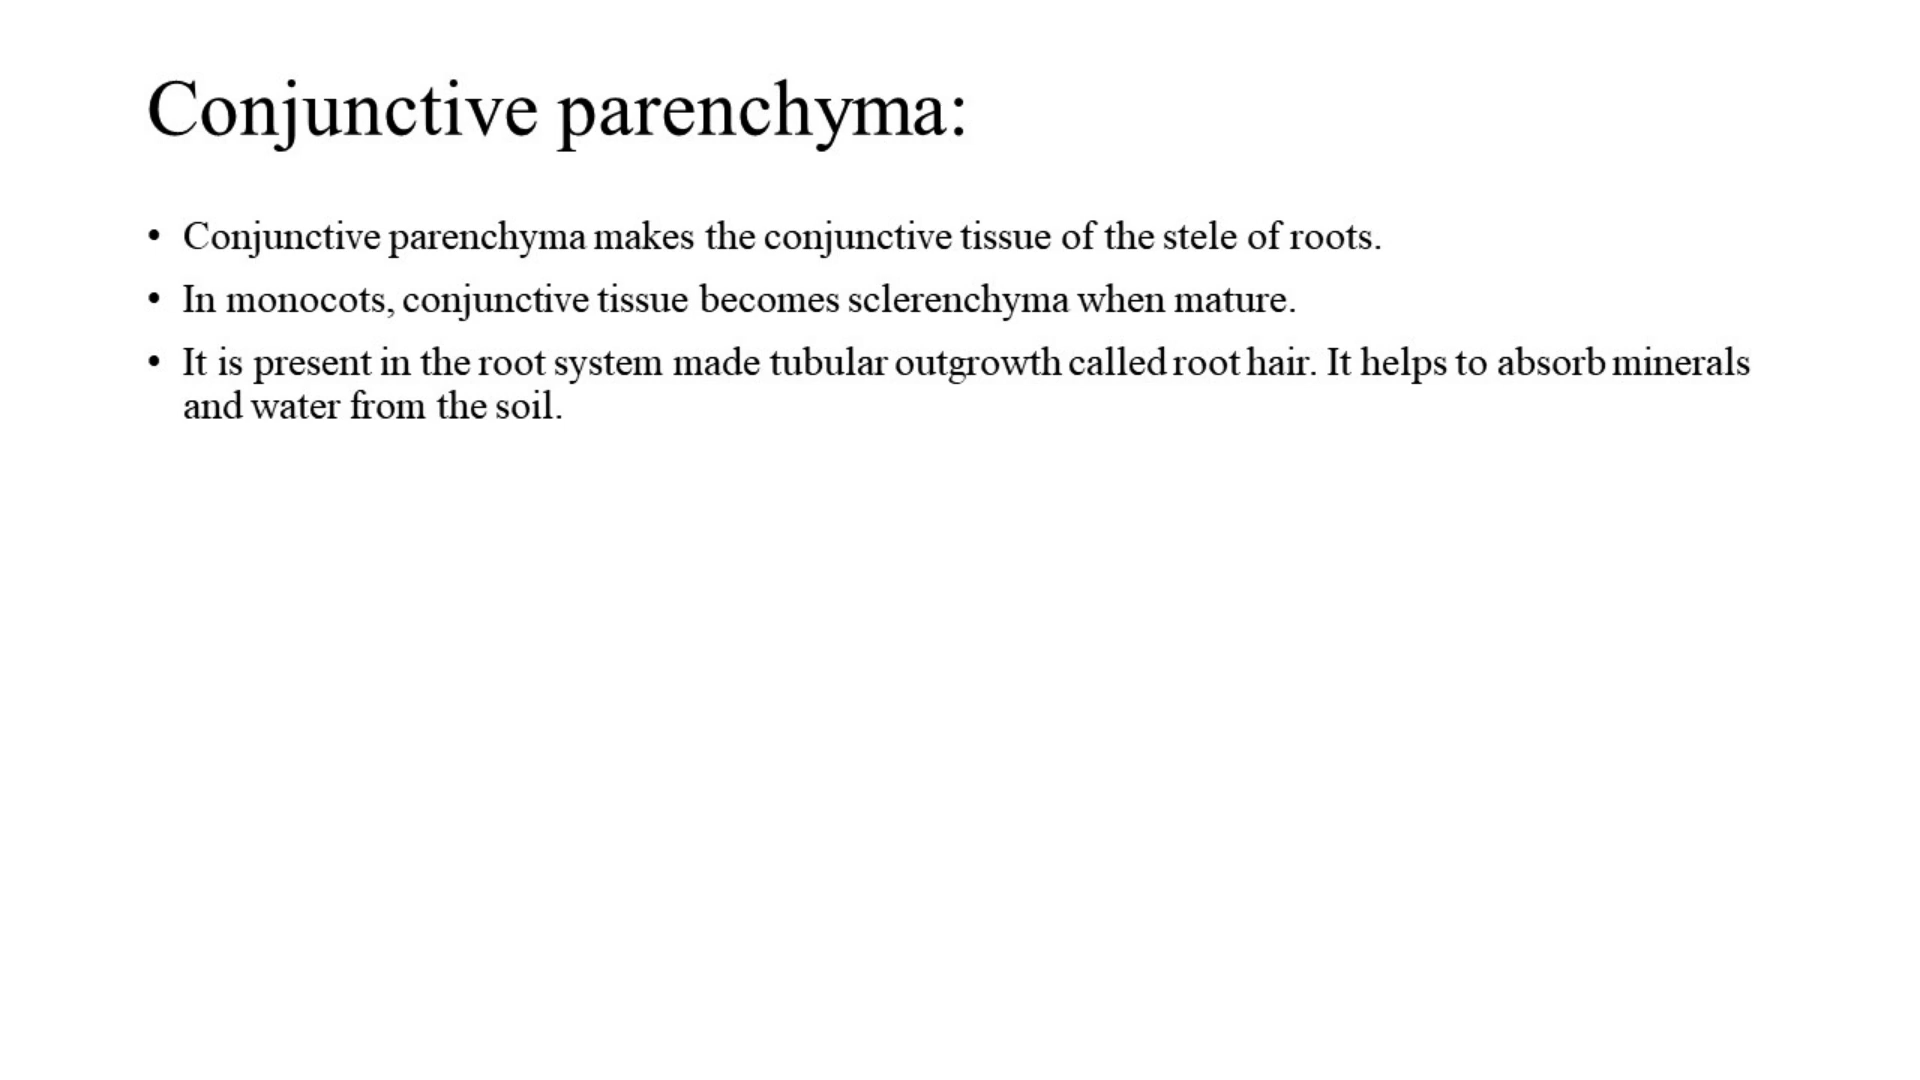 Conjunctive parenchyma:
• Conjunctive parenchyma makes the conjunctive tissue of the stele of roots.
• In monocots, conjunctive tissue becomes sclerenchyma when mature.
• It is present in the root system made tubular outgrowth called root hair. It helps to absorb minerals
and water from the soil.